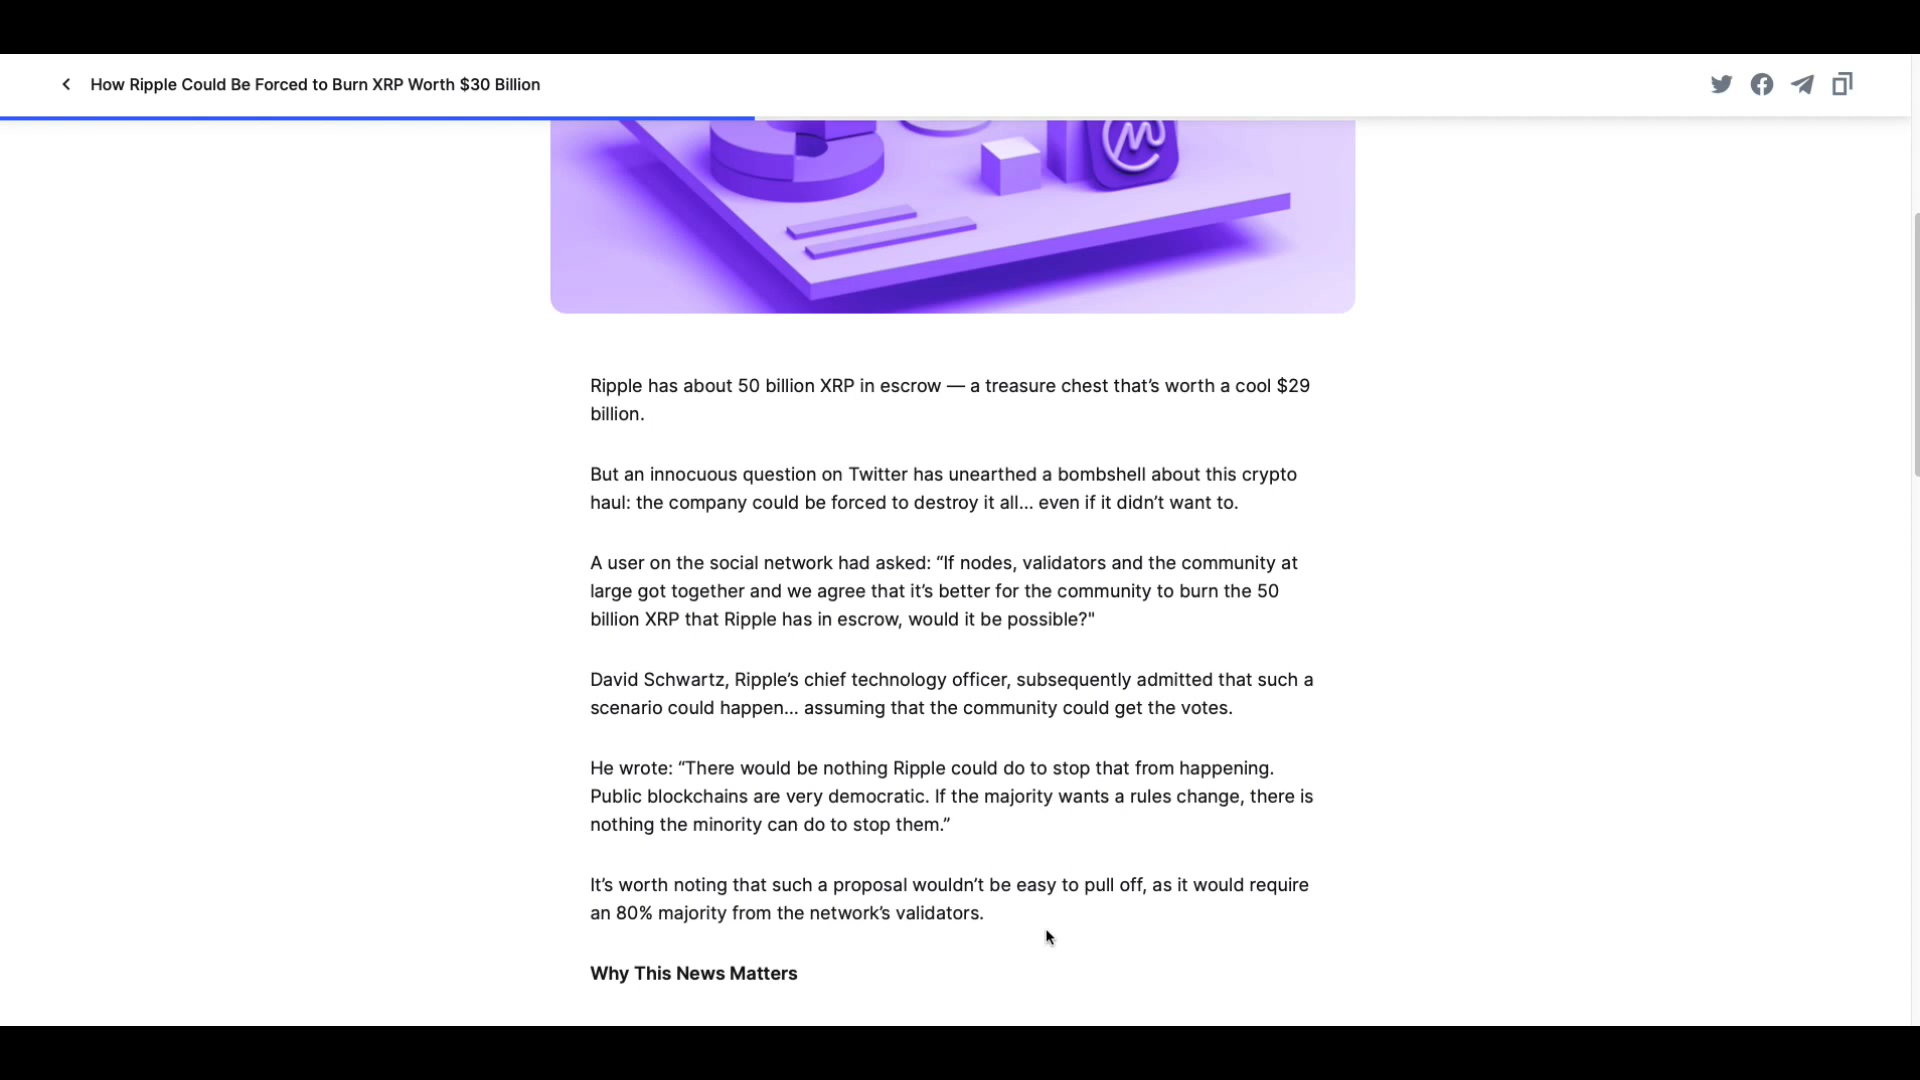 How Ripple Could Be Forced to Burn XRP Worth $30 Billion
Ripple has about 50 billion XRP in escrow — a treasure chest that’s worth a cool $29
billion.
But an innocuous question on Twitter has unearthed a bombshell about this crypto
haul: the company could be forced to destroy it all... even if it didn’t want to.
A user on the social network had asked: “If nodes, validators and the community at
large got together and we agree that it’s better for the community to burn the 50
billion XRP that Ripple has in escrow, would it be possible?"
David Schwartz, Ripple’s chief technology officer, subsequently admitted that such a
scenario could happen... assuming that the community could get the votes.
He wrote: “There would be nothing Ripple could do to stop that from happening.
Public blockchains are very democratic. If the majority wants a rules change, there is
nothing the minority can do to stop them.”
It’s worth noting that such a proposal wouldn’t be easy to pull off, as it would require
an 80% majority from the network’s validators.
Why This News Matters